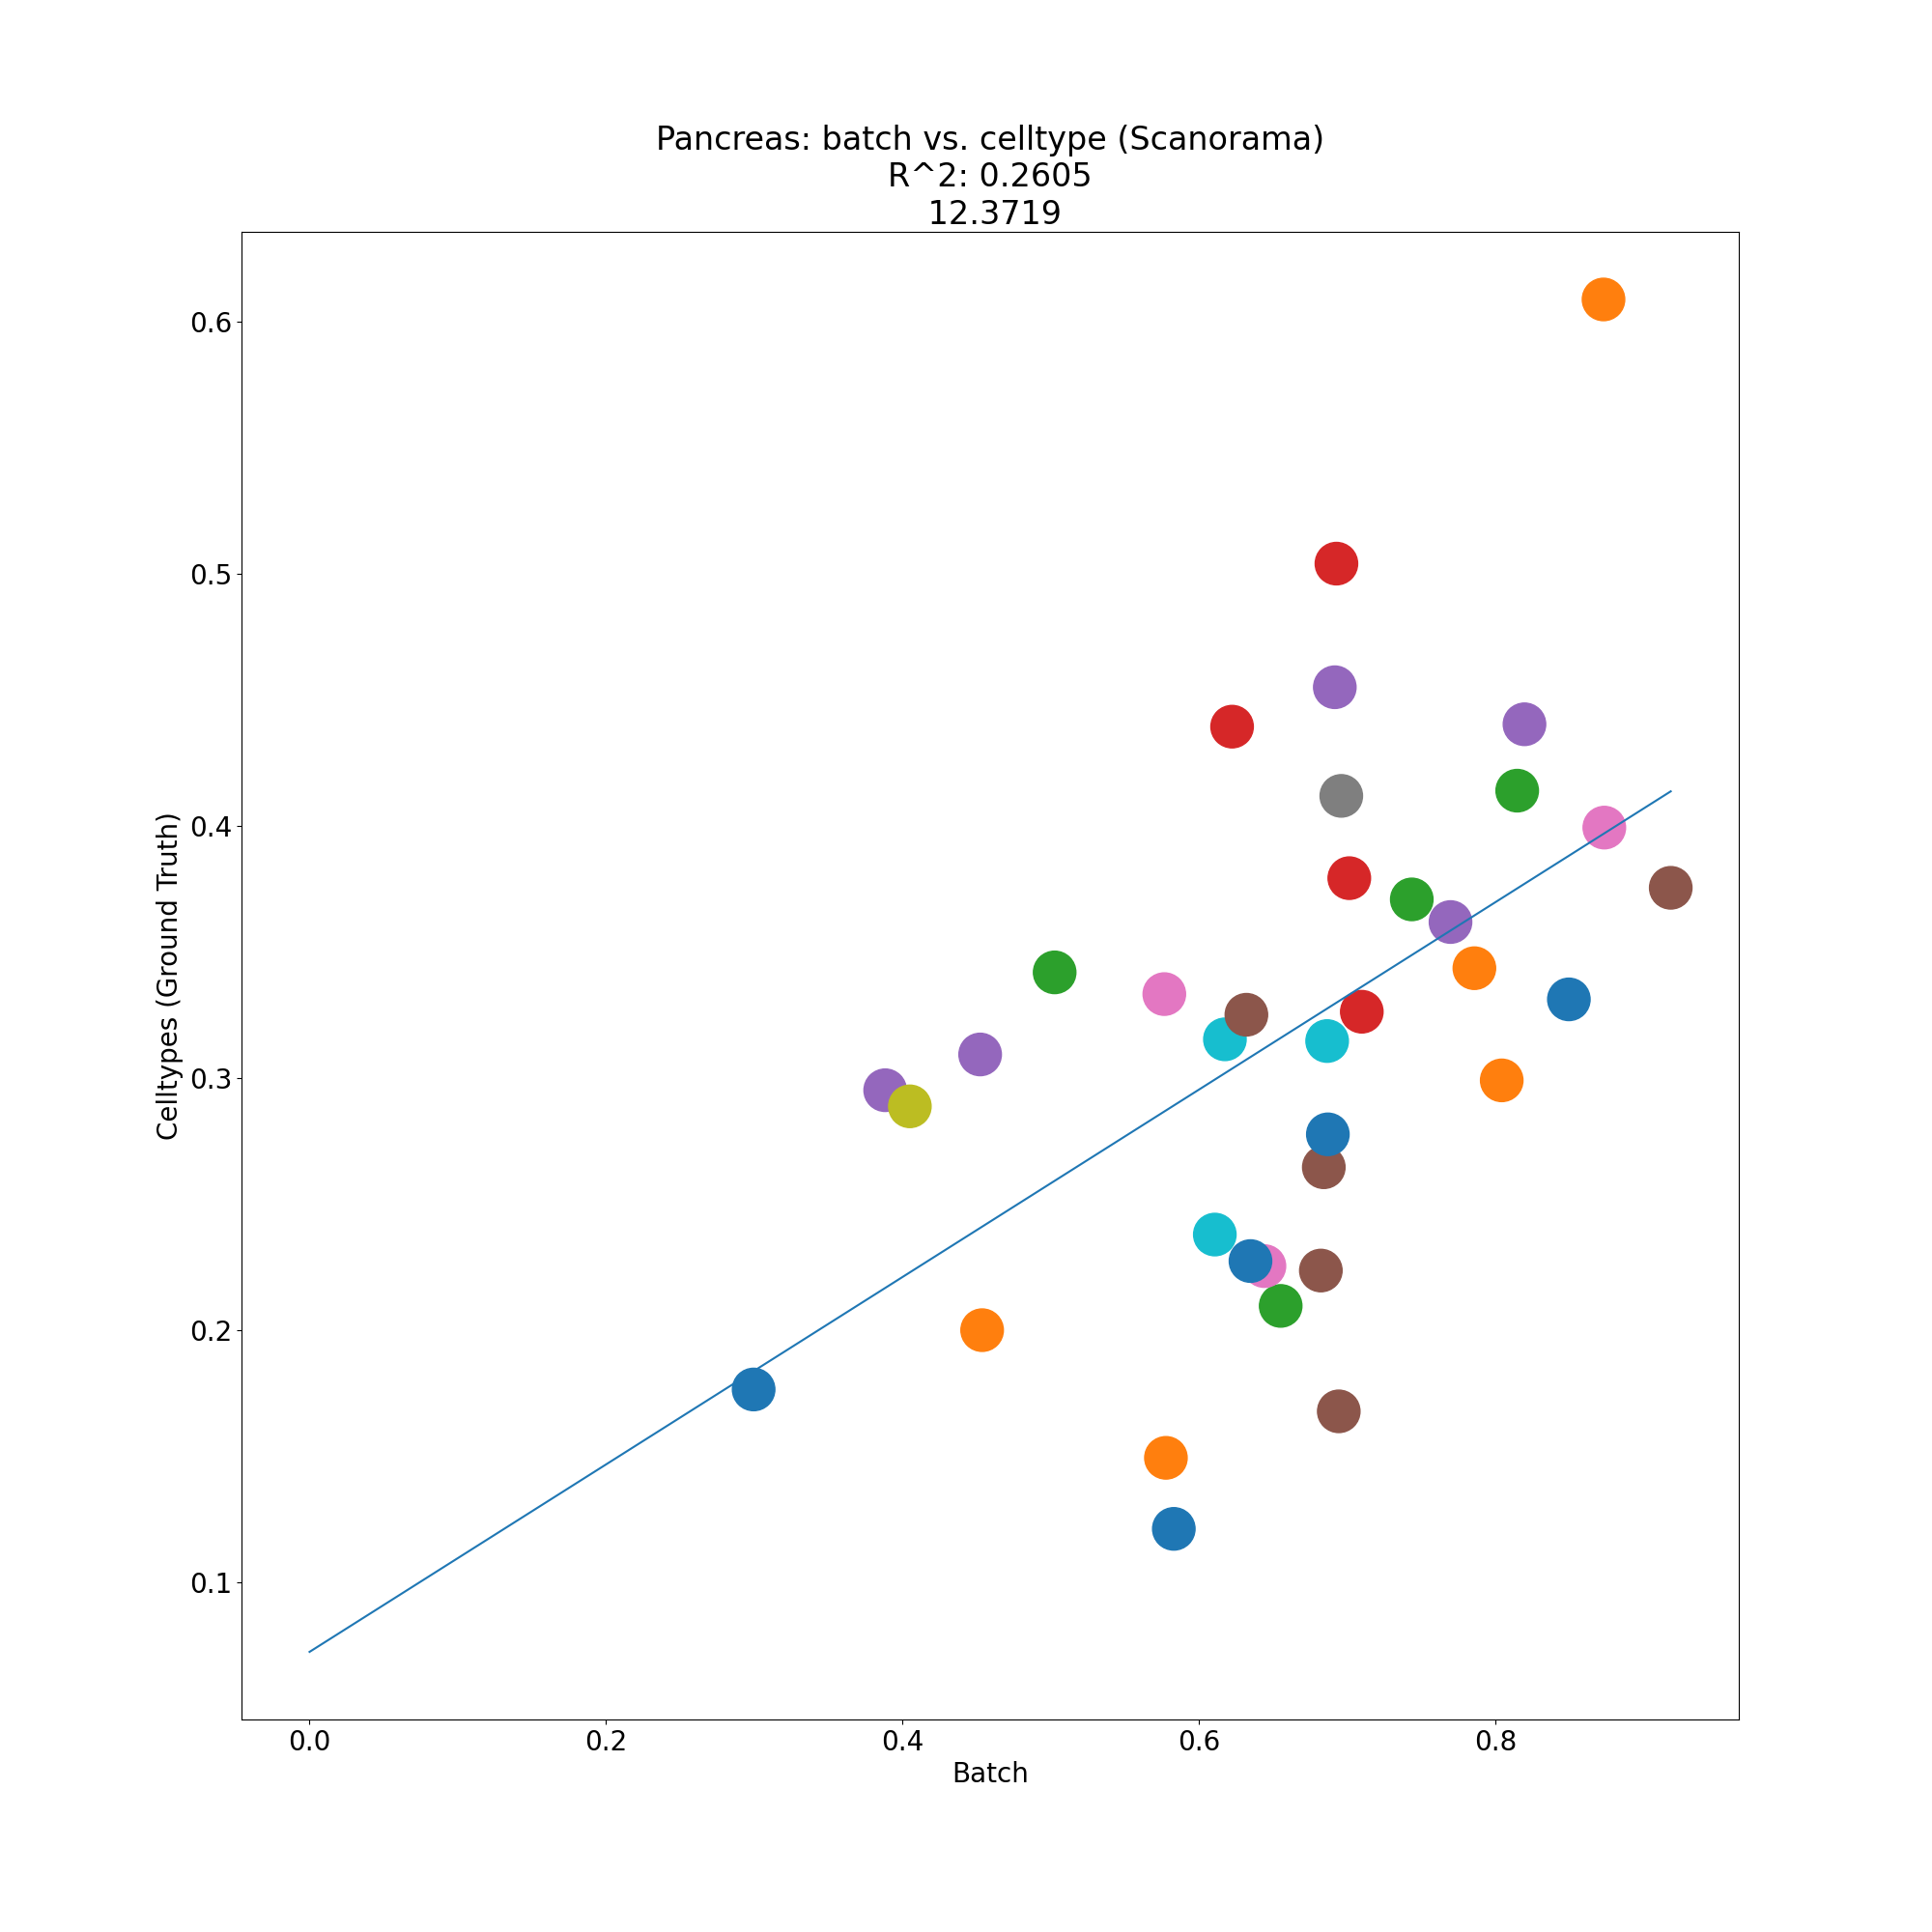 Pancreas: batch vs. celltype (Scanorama)
R^2: 0.2605
12.3719
Celltypes (Ground Truth)
0.6
0.5
0.4
0.3
0.2
0.1
0.0 0.2 0.4 0.6 0.8
Batch